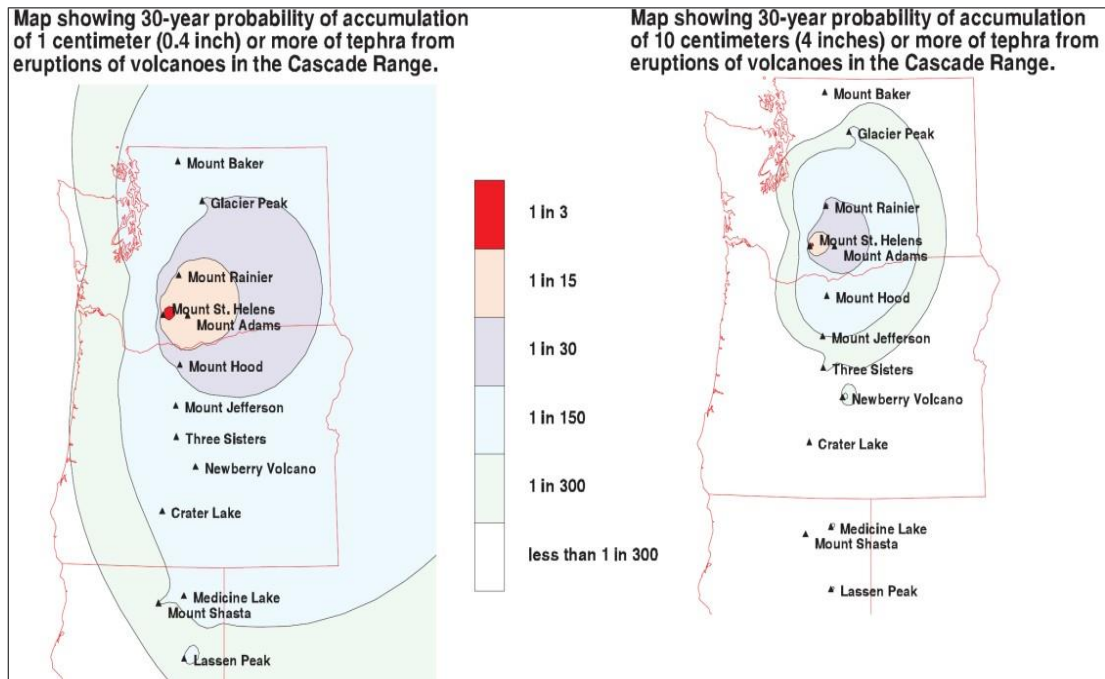 Map showing 30-year probability of accumulation
of 1 centimeter (0.4 inch) or more of tephra from
eruptions of volcanoes in the Cascade Range.
Mount Baker
Glacier Peak
Mount Rainier
Mount St. Helens
Mount Adams
Mount Hood
Mount Jefferson
Three Sisters
Newberry Volcano
Crater Lake
Medicine Lake
Mount Shasta
Lassen Peak
1 in 3
1 in 15
1 in 30
1 in 150
1 in 300
less than 1 in 300
Map showing 30-year probability of accumulation
of 10 centimeters (4 inches) or more of tephra from
eruptions of volcanoes in the Cascade Range.
Mount Baker
Glacier Peak
Mount Rainier
Mount St. Helens
Mount Adams
Mount Hood
Mount Jefferson
Three Sisters
Newberry Volcano
Crater Lake
Medicine Lake
Mount Shasta
Lassen Peak